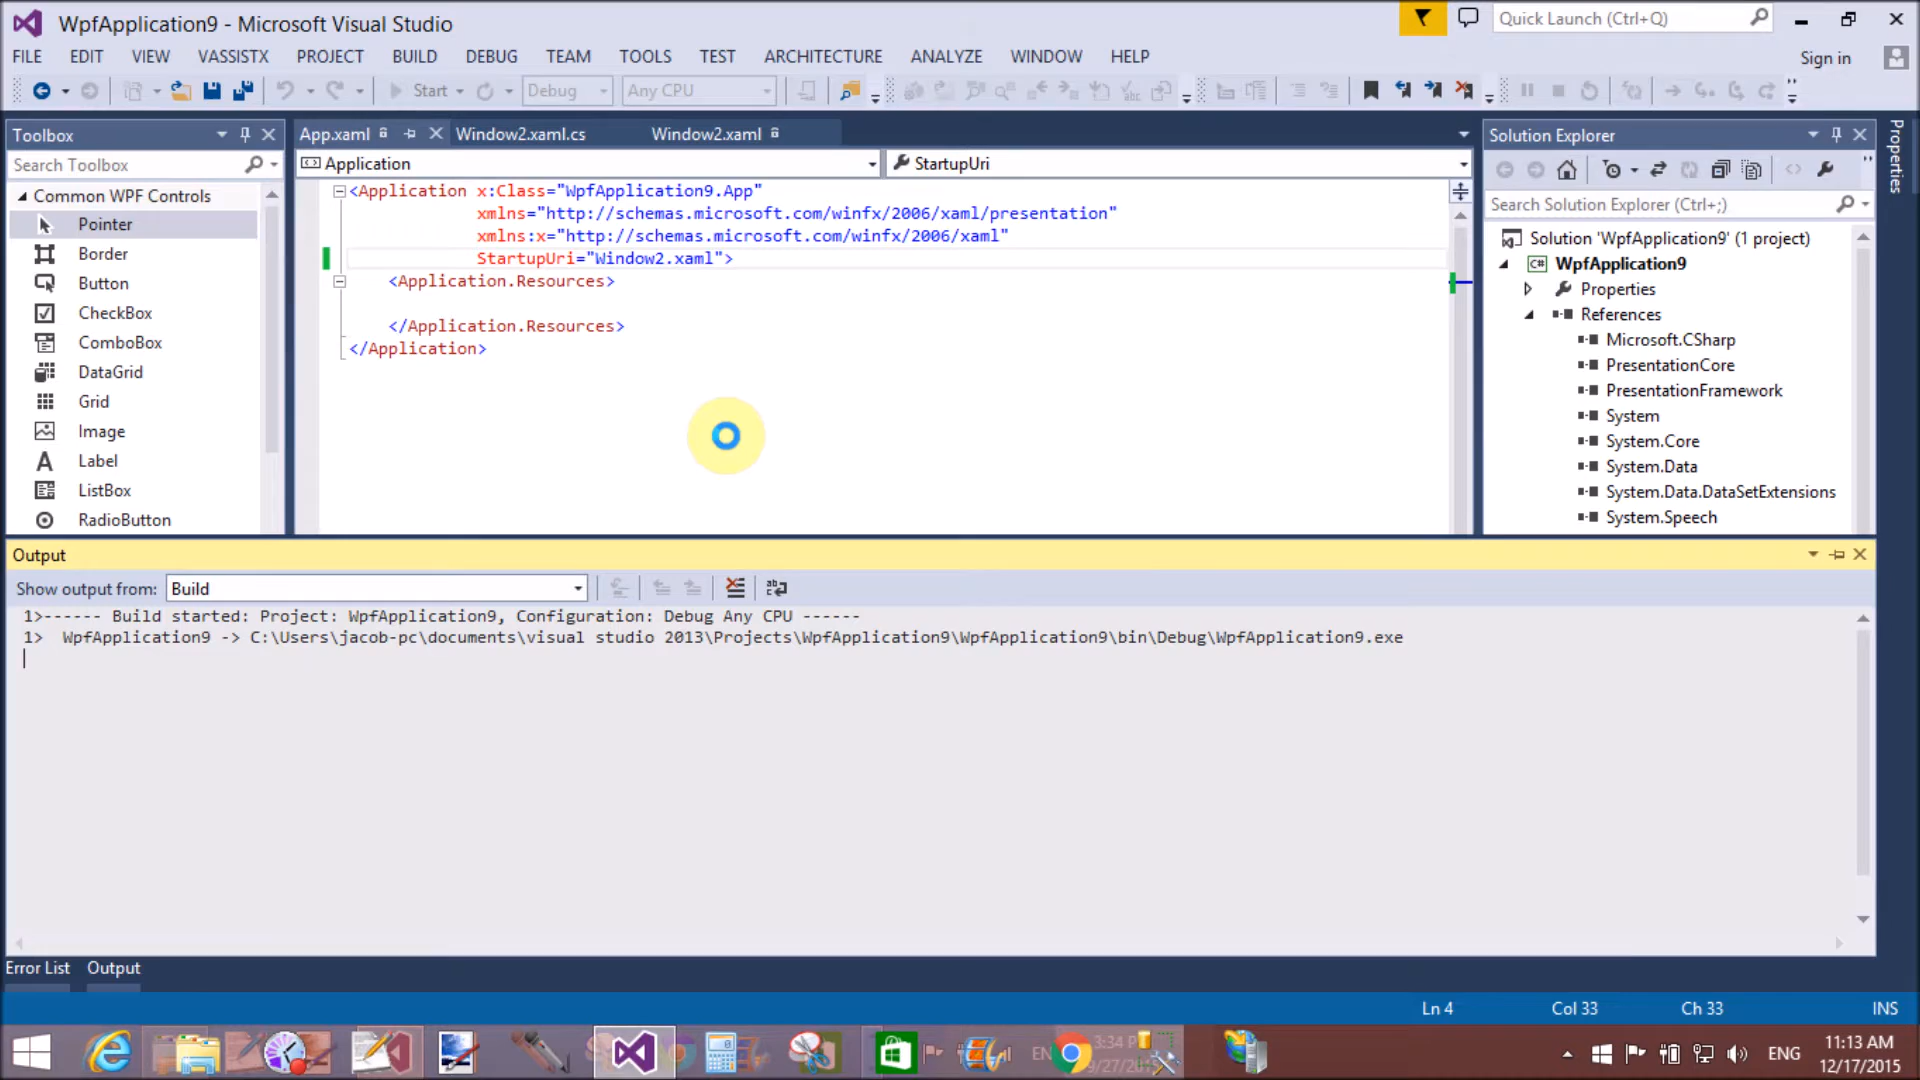 WpfApplication9 - Microsoft Visual Studio
Quick Launch (Ctrl+Q)
FILE EDIT VIEW VASSISTX PROJECT BUILD DEBUG TEAM TOOLS TEST ARCHITECTURE ANALYZE WINDOW HELP
Sign in
Start Debug Any CPU
Toolbox
Search Toolbox
Common WPF Controls
Pointer
Border
Button
CheckBox
ComboBox
DataGrid
Grid
Image
Label
ListBox
RadioButton
App.xaml Window2.xaml.cs Window2.xaml
Application StartupUri
<Application x:Class="WpfApplication9.App"
xmlns="http://schemas.microsoft.com/winfx/2006/xaml/presentation"
xmlns:x="http://schemas.microsoft.com/winfx/2006/xaml"
StartupUri="Window2.xaml">
<Application.Resources>
</Application.Resources>
</Application>
Solution Explorer
Search Solution Explorer (Ctrl+;)
Solution 'WpfApplication9' (1 project)
WpfApplication9
Properties
References
Microsoft.CSharp
PresentationCore
PresentationFramework
System
System.Core
System.Data
System.Data.DataSetExtensions
System.Speech
Properties
Output
Show output from: Build
1>------ Build started: Project: WpfApplication9, Configuration: Debug Any CPU ------
1> WpfApplication9 -> C:\Users\jacob-pc\documents\visual studio 2013\Projects\WpfApplication9\WpfApplication9\bin\Debug\WpfApplication9.exe
Error List Output
Ln 4 Col 33 Ch 33 INS
ENG
11:13 AM
12/17/2015